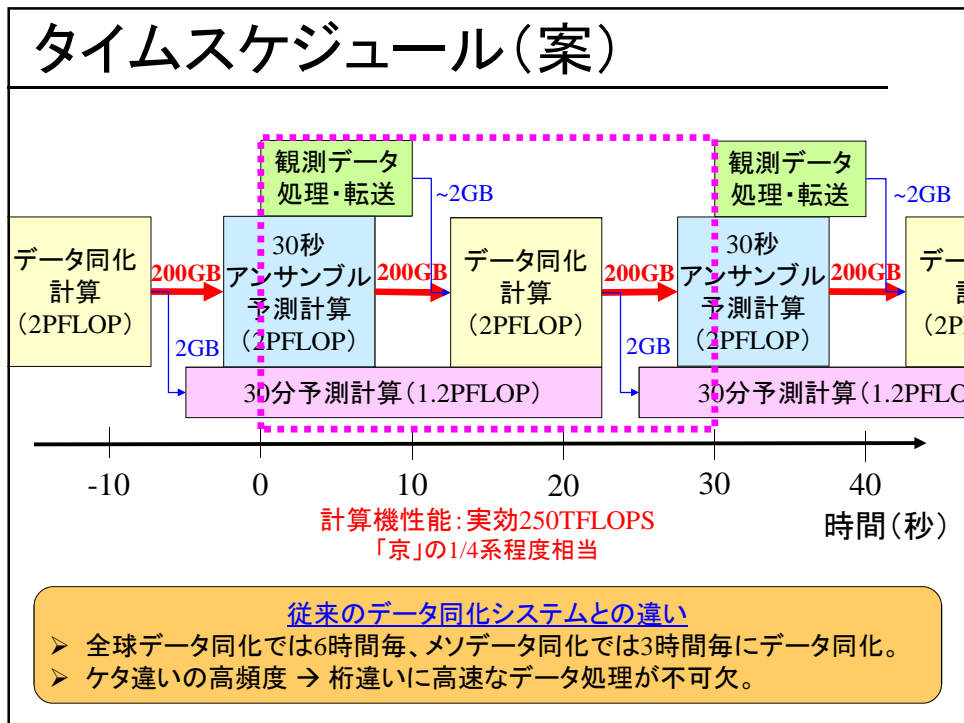 タイムスケジュール（案）
観測データ
処理・転送
~2GB
観測データ
処理・転送
~2GB
データ同化
計算
（2PFLOP）
200GB
30秒
アンサンブル
予測計算
（2PFLOP）
200GB
データ同化
計算
（2PFLOP）
200GB
30秒
アンサンブル
予測計算
（2PFLOP）
200GB
データ
計
（2PFL
2GB
30分予測計算（1.2PFLOP）
2GB
30分予測計算（1.2PFLO
-10
0
10
20
30
40
時間（秒）
計算機性能：実効250TFLOPS
「京」の1/4系程度相当
従来のデータ同化システムとの違い
➢ 全球データ同化では6時間毎、メソデータ同化では3時間毎にデータ同化。
➢ ケタ違いの高頻度 → 桁違いに高速なデータ処理が不可欠。